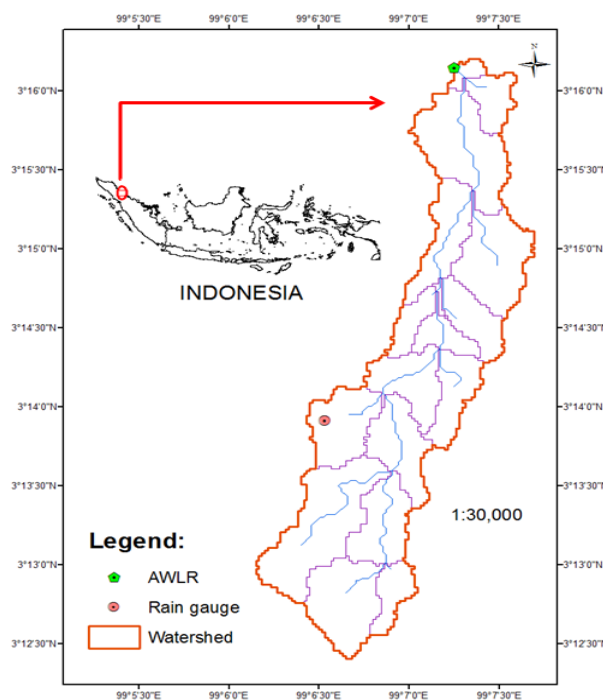 99°5'30"E 99°6'0"E 99°6'30"E 99°7'0"E 99°7'30"E
N
3°16'0"N 3°16'0"N
3°15'30"N 3°15'30"N
3°15'0"N 3°15'0"N
INDONESIA
3°14'30"N 3°14'30"N
3°14'0"N 3°14'0"N
3°13'30"N 3°13'30"N
1:30,000
Legend:
3°13'0"N 3°13'0"N
AWLR
Rain gauge
Watershed
3°12'30"N 3°12'30"N
99°5'30"E 99°6'0"E 99°6'30"E 99°7'0"E 99°7'30"E